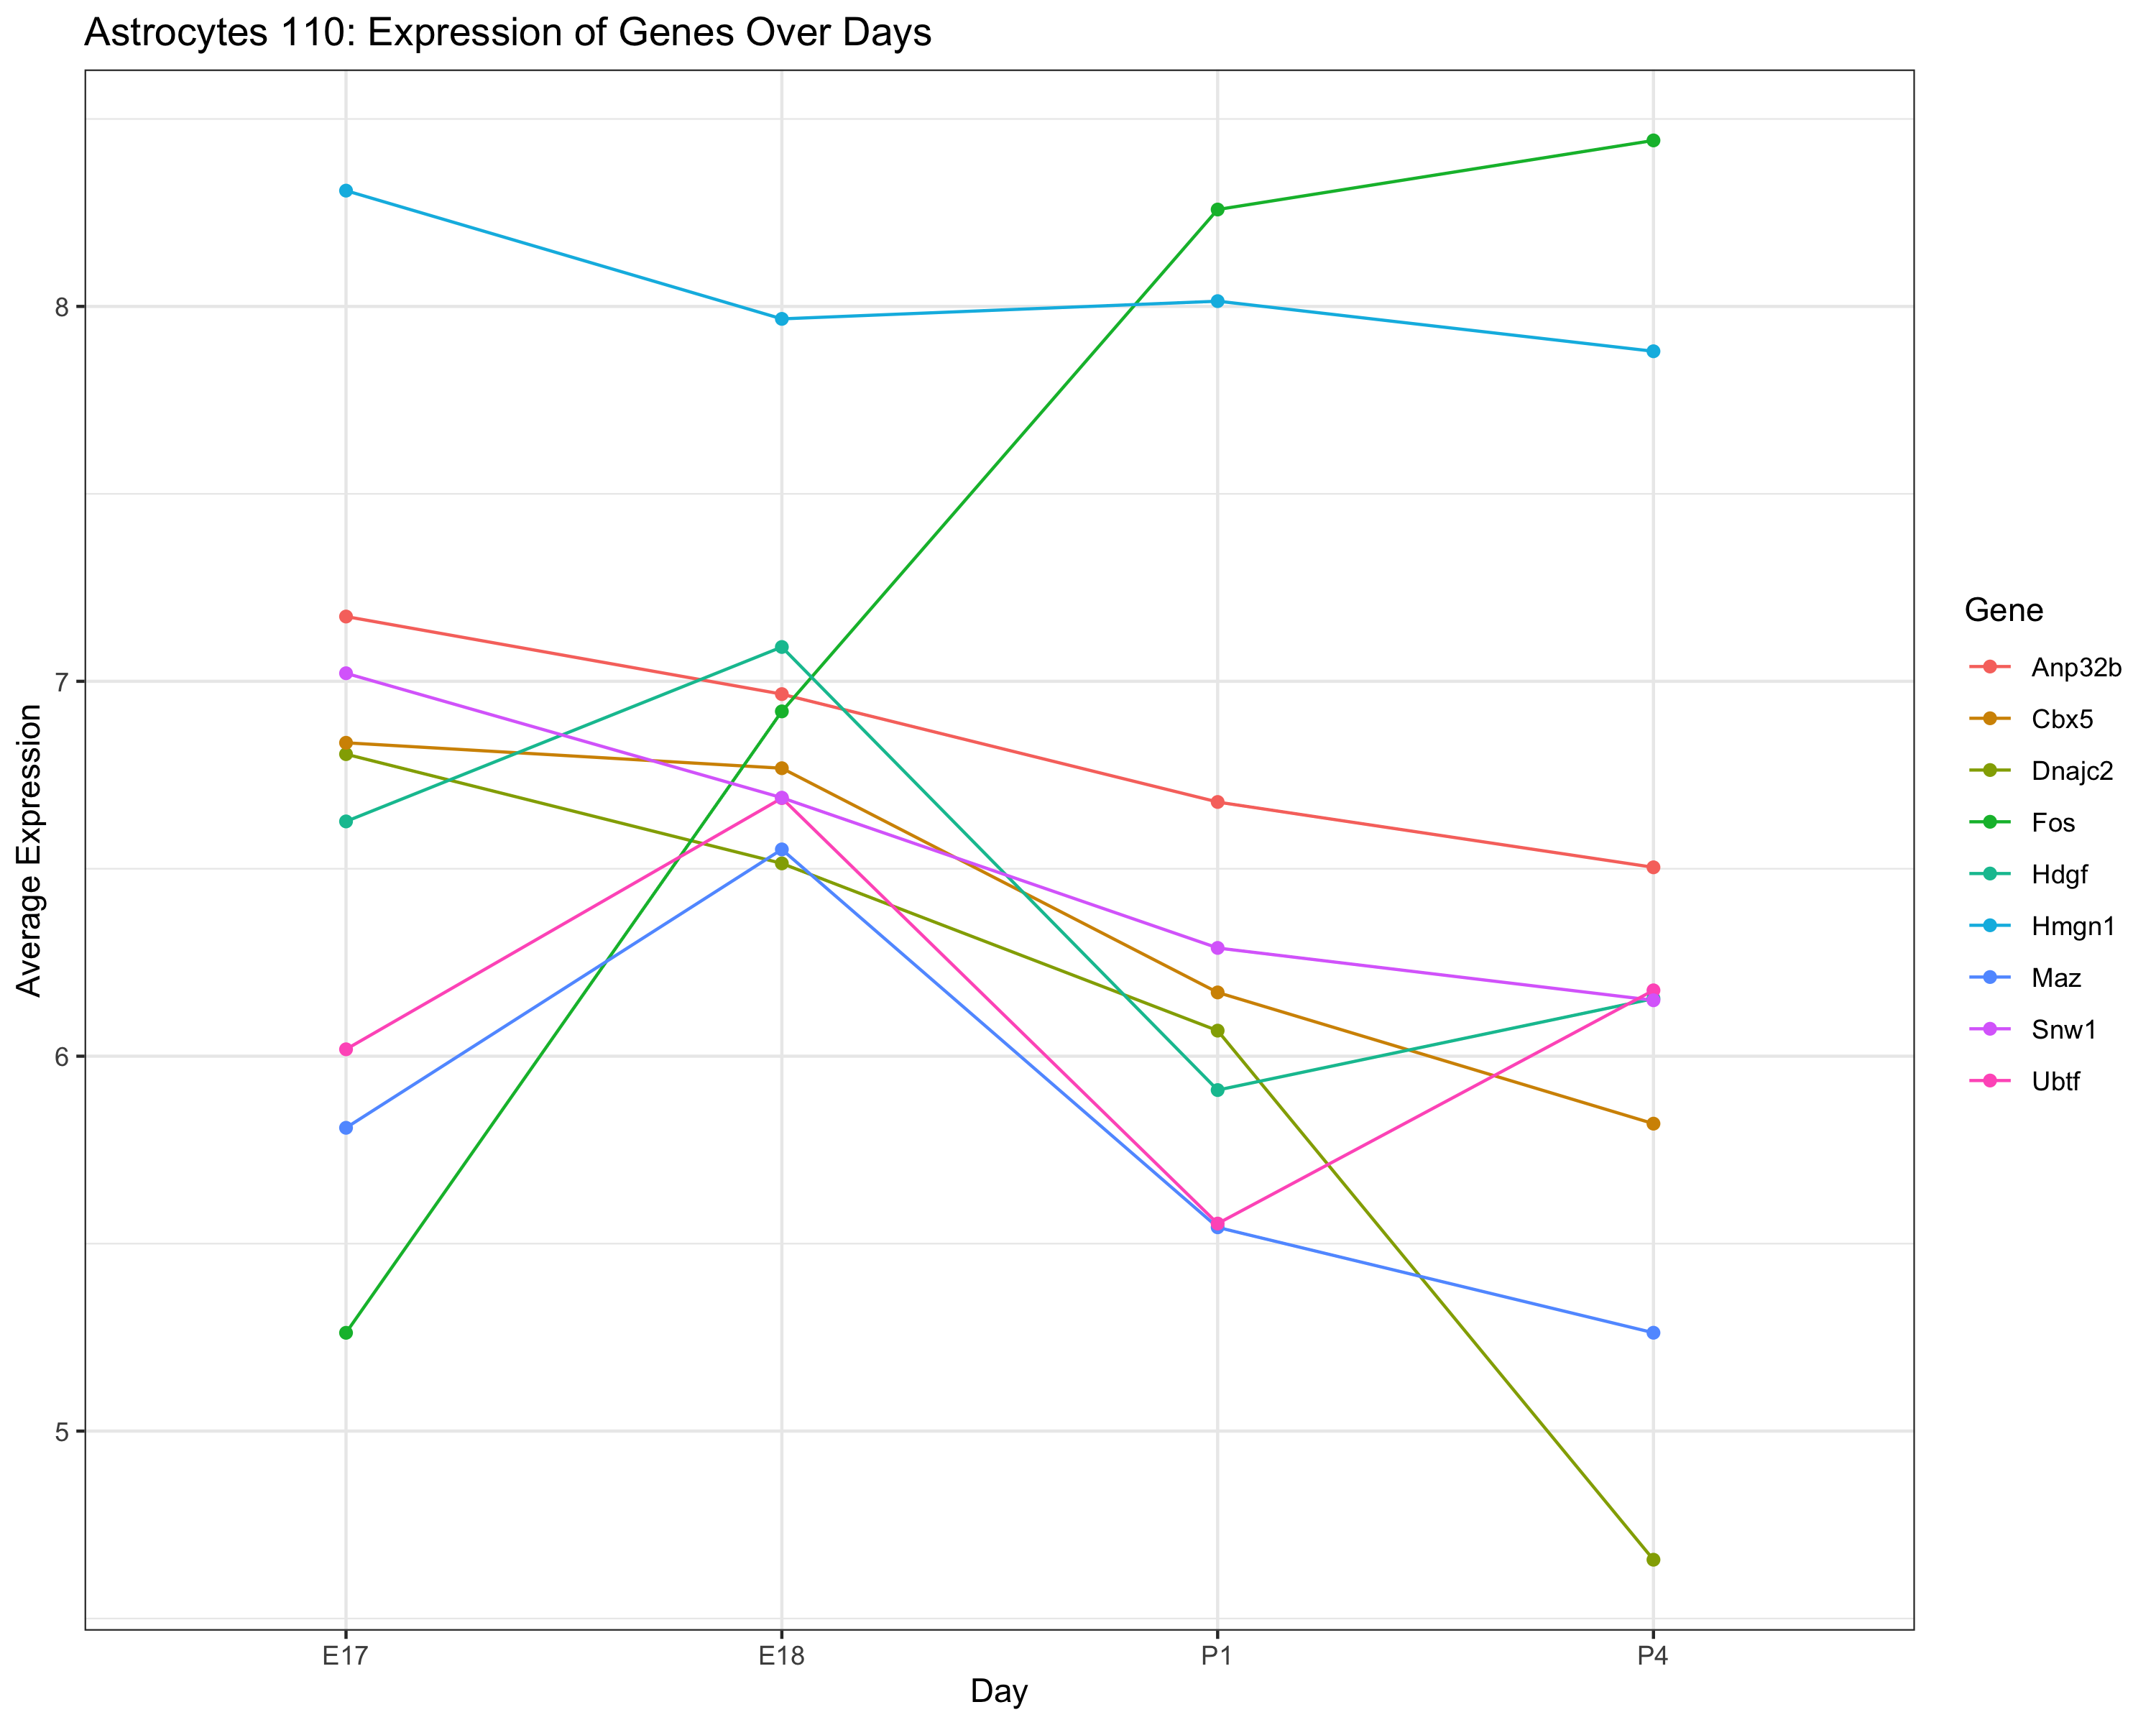 Astrocytes 110: Expression of Genes Over Days
Average Expression
8
7
6
5
E17
E18
P1
P4
Day
Gene
Anp32b
Cbx5
Dnajc2
Fos
Hdgf
Hmgn1
Maz
Snw1
Ubtf